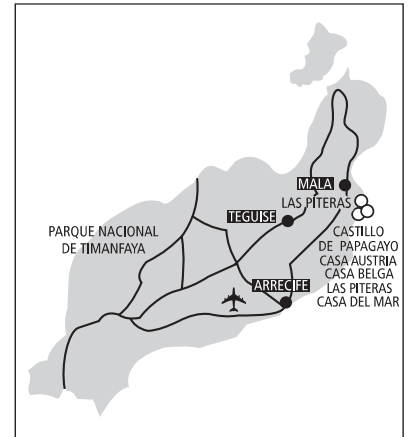 MALA
LAS PITERAS
TEGUISE
PARQUE NACIONAL
DE TIMANFAYA
CASTILLO
DE PAPAGAYO
CASA AUSTRIA
CASA BELGA
LAS PITERAS
CASA DEL MAR
ARRECIFE